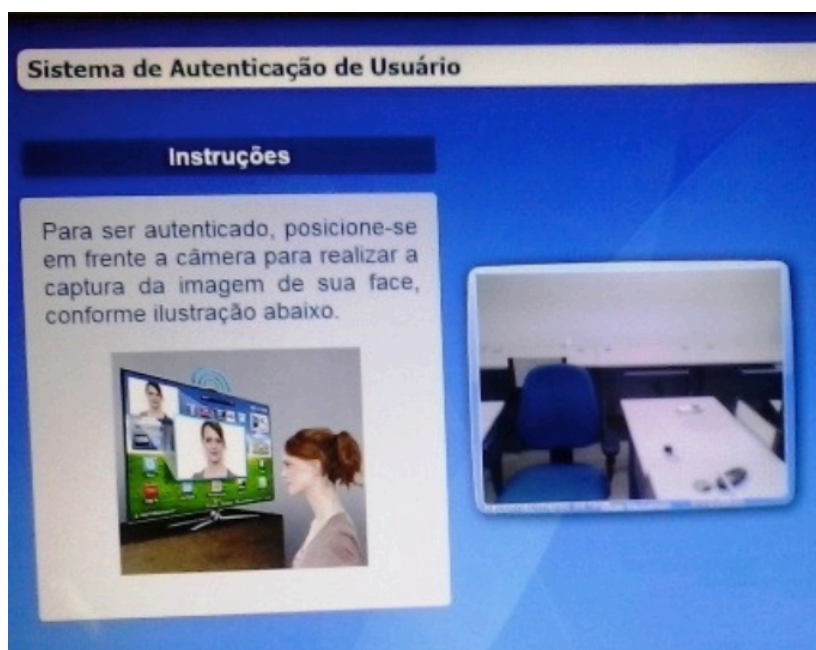 Sistema de Autenticação de Usuário
Instruções
Para ser autenticado, posicione-se
em frente a câmera para realizar a
captura da imagem de sua face,
conforme ilustração abaixo.